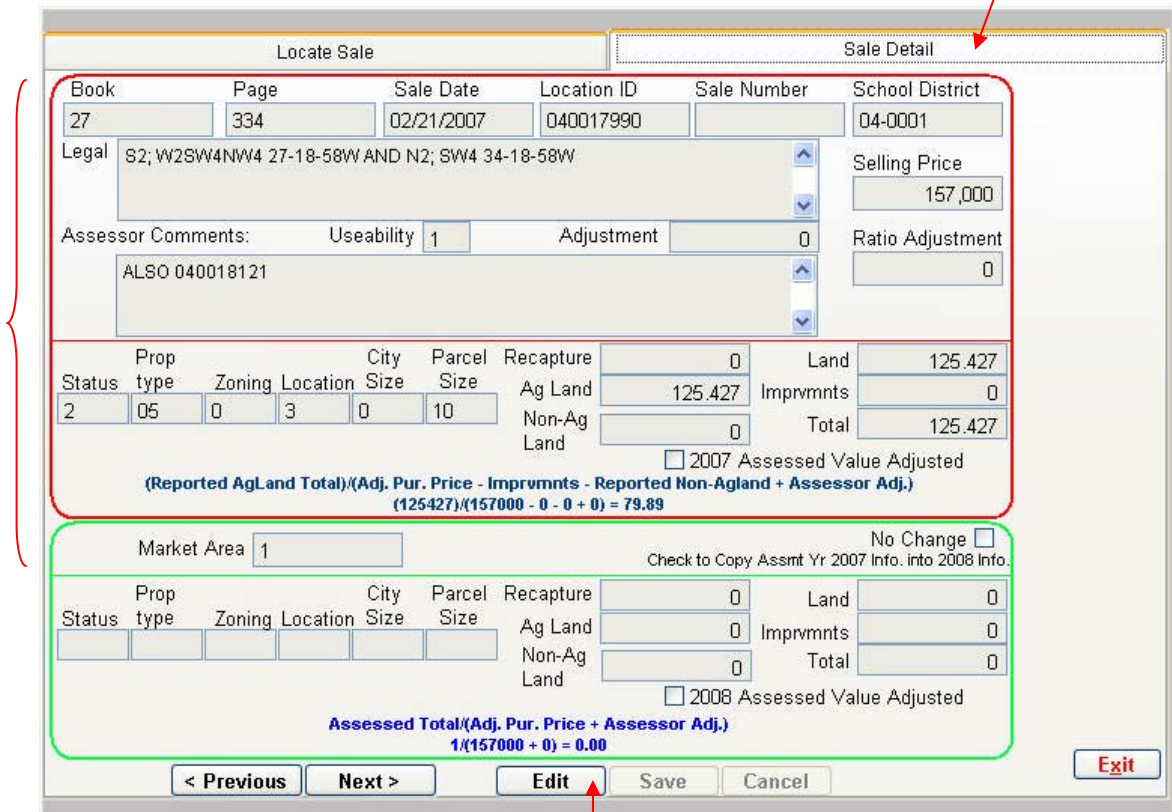 Locate Sale Sale Detail
Book Page Sale Date Location ID Sale Number School District
27 334 02/21/2007 040017990 04-0001
Legal S2; W2SW4NW4 27-18-58W AND N2; SW4 34-18-58W
Selling Price
157,000
Assessor Comments: Useability 1 Adjustment 0 Ratio Adjustment
ALSO 040018121 0
Prop City Parcel Recapture 0 Land 125.427
Status type Zoning Location Size Size Ag Land 125.427 Imprvmnts 0
2 05 0 3 0 10 Non-Ag Land 0 Total 125.427
2007 Assessed Value Adjusted
(Reported AgLand Total)/(Adj. Pur. Price - Imprvmnts - Reported Non-Agland + Assessor Adj.)
(125427)/(157000 - 0 - 0 + 0) = 79.89
Market Area 1 No Change
Check to Copy Assmt Yr 2007 Info. into 2008 Info.
Prop City Parcel Recapture 0 Land 0
Status type Zoning Location Size Size Ag Land 0 Imprvmnts 0
Non-Ag Land 0 Total 0
2008 Assessed Value Adjusted
Assessed Total/(Adj. Pur. Price + Assessor Adj.)
1/(157000 + 0) = 0.00
< Previous Next > Edit Save Cancel Exit